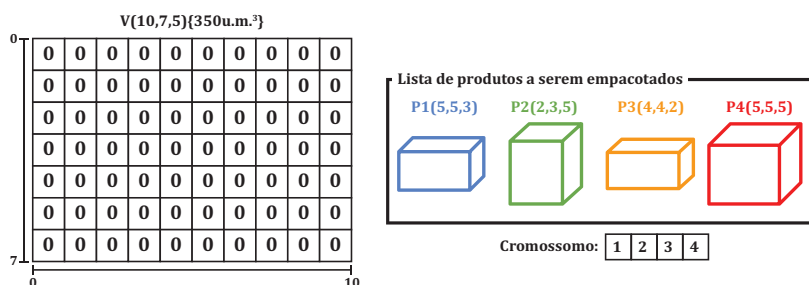 V(10,7,5){350u.m.³}
0
0 0 0 0 0 0 0 0 0 0
0 0 0 0 0 0 0 0 0 0
0 0 0 0 0 0 0 0 0 0
0 0 0 0 0 0 0 0 0 0
0 0 0 0 0 0 0 0 0 0
0 0 0 0 0 0 0 0 0 0
0 0 0 0 0 0 0 0 0 0
7
0 10
Lista de produtos a serem empacotados
P1(5,5,3) P2(2,3,5) P3(4,4,2) P4(5,5,5)
Cromossomo: 1 2 3 4